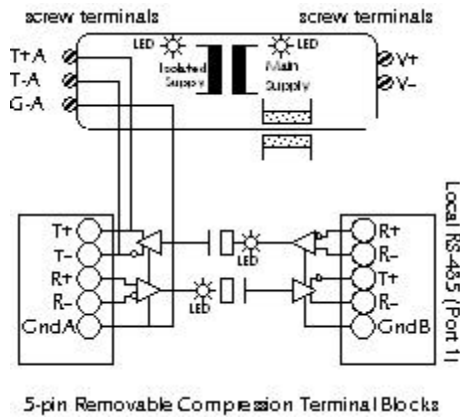 screw terminals
screw terminals
T+A
T-A
G-A
LED
Isolated
Supply
LED
Main
Supply
V+
V-
T+
T-
R+
R-
GndA
LED
LED
R+
R-
T+
R-
GndB
Local RS-485 (Port 1)
5-pin Removable Compression Terminal Blocks